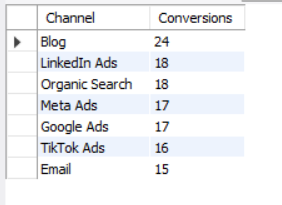 Channel Conversions
Blog 24
LinkedIn Ads 18
Organic Search 18
Meta Ads 17
Google Ads 17
TikTok Ads 16
Email 15